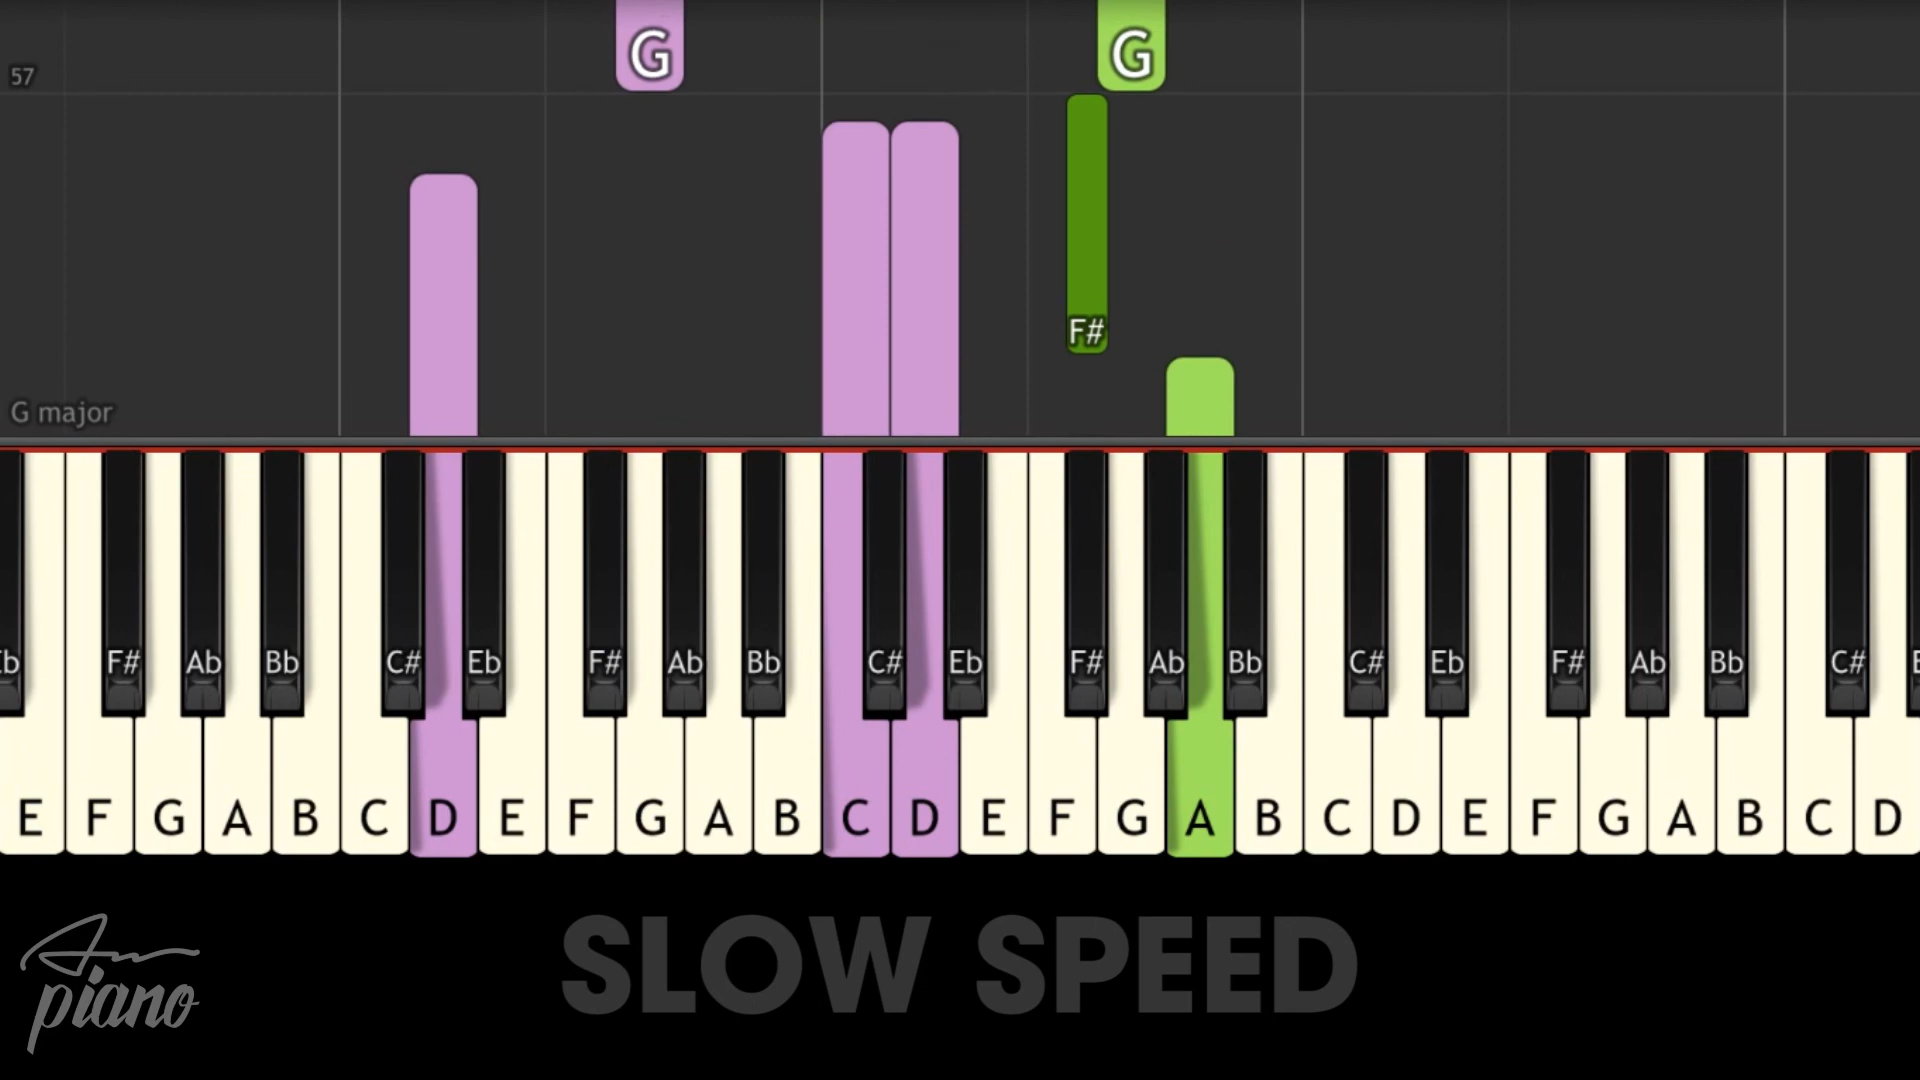 G G
57
F#
G major
Eb F# Ab Bb C# Eb F# Ab Bb C# Eb F# Ab Bb C# Eb F# Ab Bb C# E
E F G A B C D E F G A B C D E F G A B C D E F G A B C D
SLOW SPEED
piano